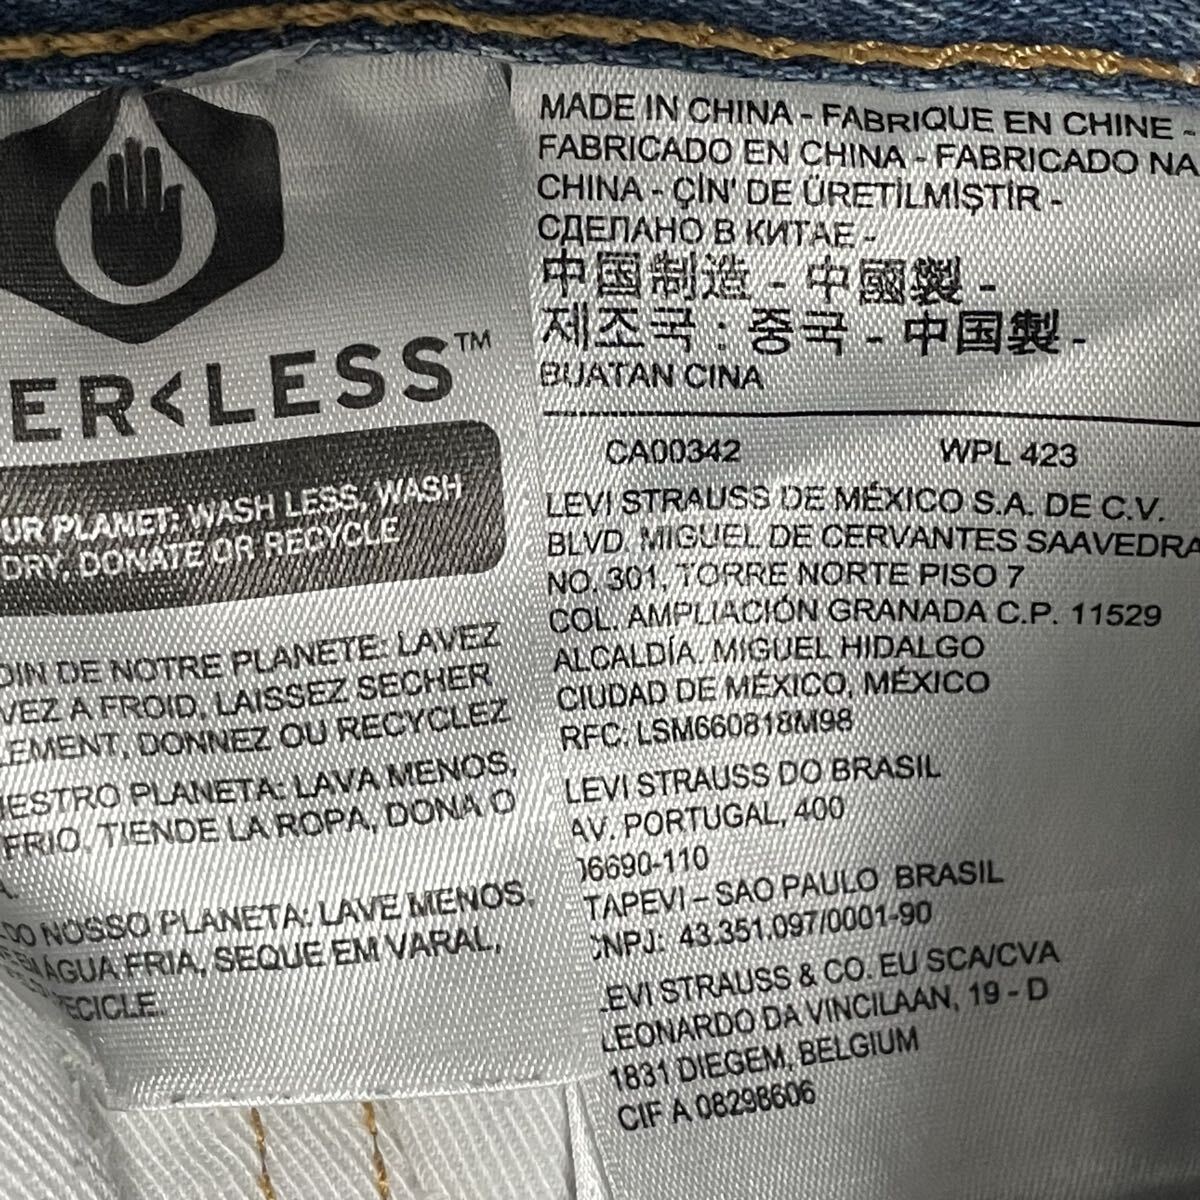 ER<LESS™
UR PLANET: WASH LESS, WASH
DRY, DONATE OR RECYCLE
DIN DE NOTRE PLANETE: LAVEZ
VEZ A FROID, LAISSEZ SECHER
LEMENT, DONNEZ OU RECYCLEZ
ESTRO PLANETA: LAVA MENOS,
FRIO, TIENDE LA ROPA, DONA O
A.
DO NOSSO PLANETA: LAVE MENOS,
EM ÁGUA FRIA, SEQUE EM VARAL,
ECICLE.
MADE IN CHINA - FABRIQUE EN CHINE -
FABRICADO EN CHINA - FABRICADO NA
CHINA - ÇİN' DE ÜRETİLMİŞTİR -
СДЕЛАНО В КИТАЕ -
中国制造 - 中國製 -
제조국 : 중국 - 中国製 -
BUATAN CINA
CA00342 WPL 423
LEVI STRAUSS DE MÉXICO S.A. DE C.V.
BLVD. MIGUEL DE CERVANTES SAAVEDRA
NO. 301, TORRE NORTE PISO 7
COL. AMPLIACIÓN GRANADA C.P. 11529
ALCALDÍA. MIGUEL HIDALGO
CIUDAD DE MÉXICO, MÉXICO
RFC: LSM660818M98
LEVI STRAUSS DO BRASIL
AV. PORTUGAL, 400
06690-110
TAPEVI – SAO PAULO BRASIL
CNPJ: 43.351.097/0001-90
LEVI STRAUSS & CO. EU SCA/CVA
LEONARDO DA VINCILAAN, 19 - D
1831 DIEGEM, BELGIUM
CIF A 08298606